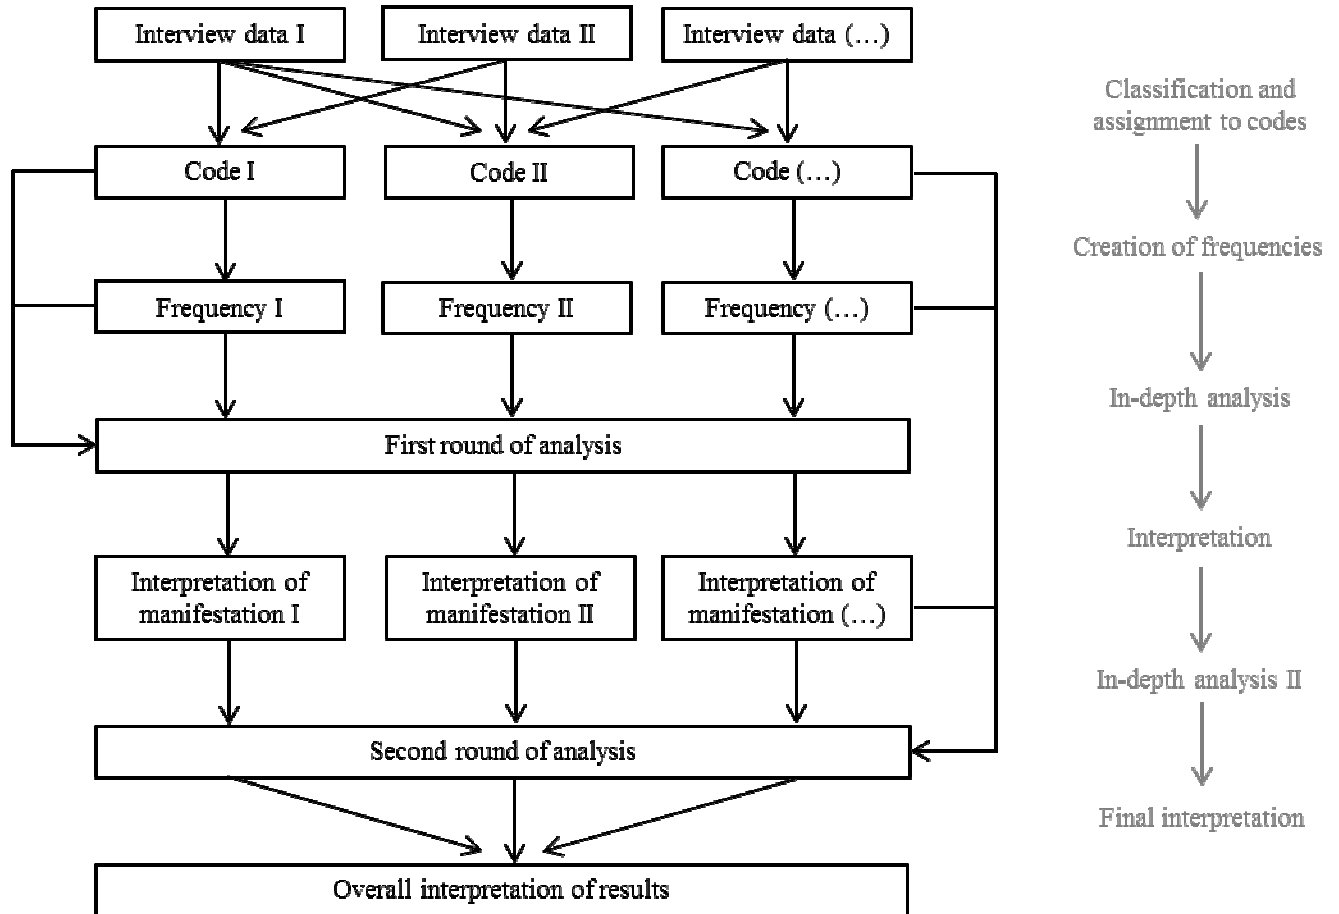 Interview data I
Interview data II
Interview data (…)
Classification and
assignment to codes
Code I
Code II
Code (…)
Creation of frequencies
Frequency I
Frequency II
Frequency (…)
In-depth analysis
First round of analysis
Interpretation
Interpretation of
manifestation I
Interpretation of
manifestation II
Interpretation of
manifestation (…)
In-depth analysis II
Second round of analysis
Final interpretation
Overall interpretation of results